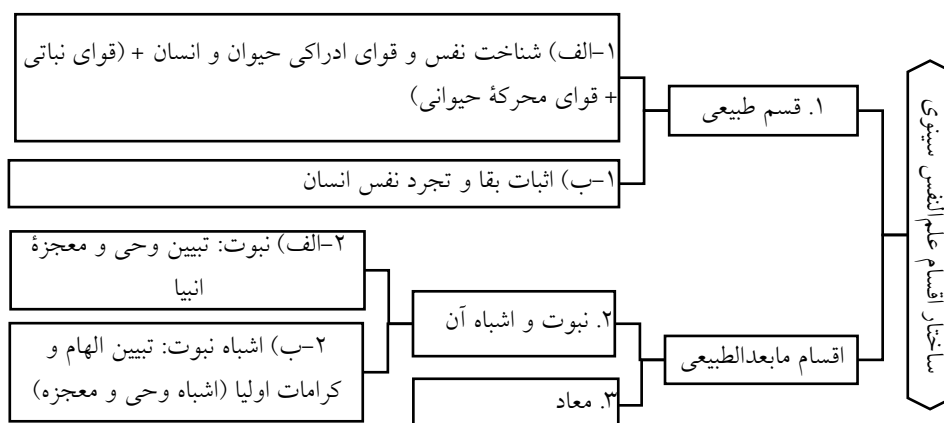 ساختار اقسام علم‌النفس سینوی
۱. قسم طبیعی
۱-الف) شناخت نفس و قوای ادراکی حیوان و انسان + (قوای نباتی
+ قوای محرکۀ حیوانی)
۱-ب) اثبات بقا و تجرد نفس انسان
اقسام مابعدالطبیعی
۲. نبوت و اشباه آن
۲-الف) نبوت: تبیین وحی و معجزۀ
انبیا
۲-ب) اشباه نبوت: تبیین الهام و
کرامات اولیا (اشباه وحی و معجزه)
۳. معاد